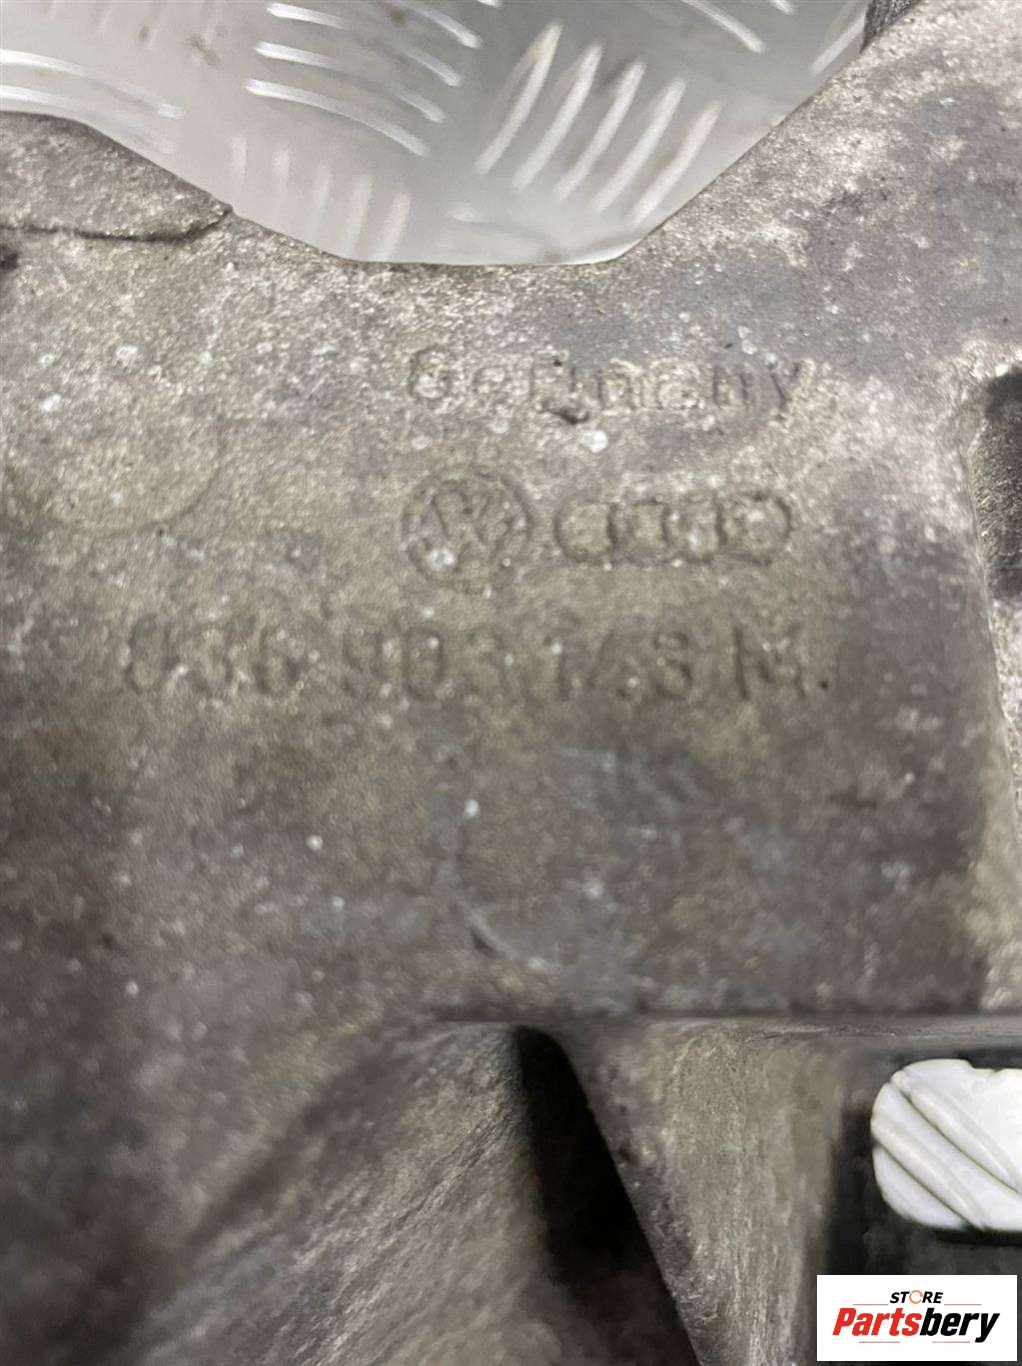 Germany
036 903 143 M
STORE
Partsbery